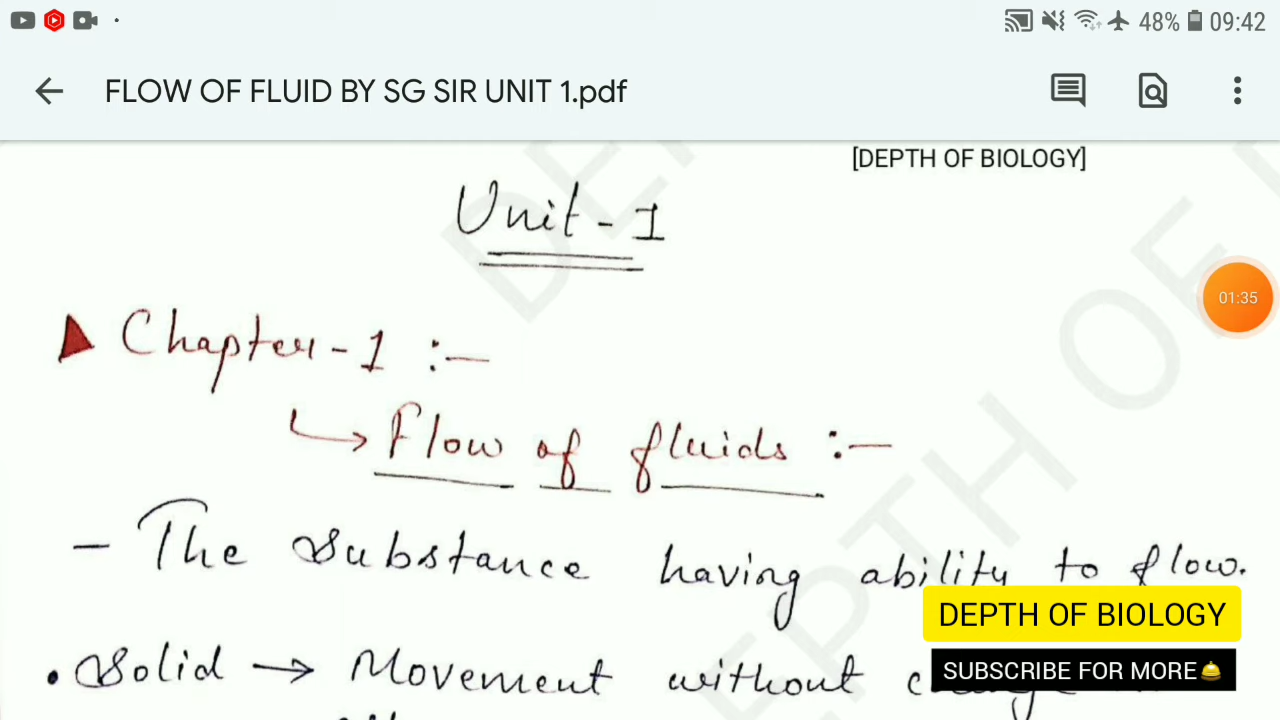 48% 09:42
FLOW OF FLUID BY SG SIR UNIT 1.pdf
[DEPTH OF BIOLOGY]
Unit-1
Chapter-1 :-
Flow of fluids :-
01:35
- The Substance having ability to flow.
DEPTH OF BIOLOGY
• Solid → Movement without
SUBSCRIBE FOR MORE